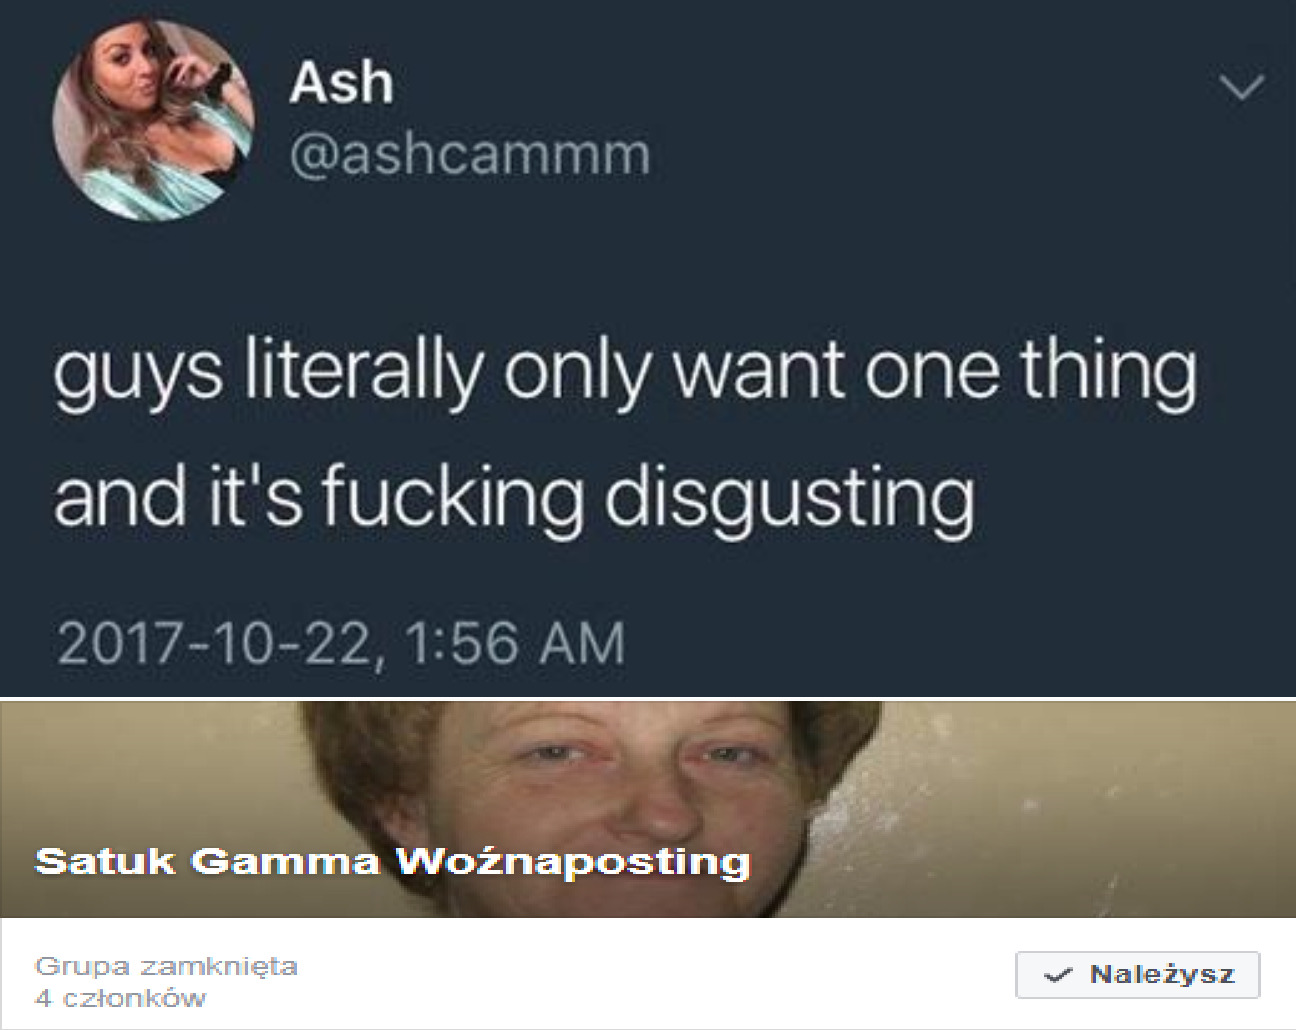 Ash
@ashcammm
guys literally only want one thing
and it's fucking disgusting
2017-10-22, 1:56 AM
Satuk Gamma Woźnaposting
Grupa zamknięta
4 członków
Należysz